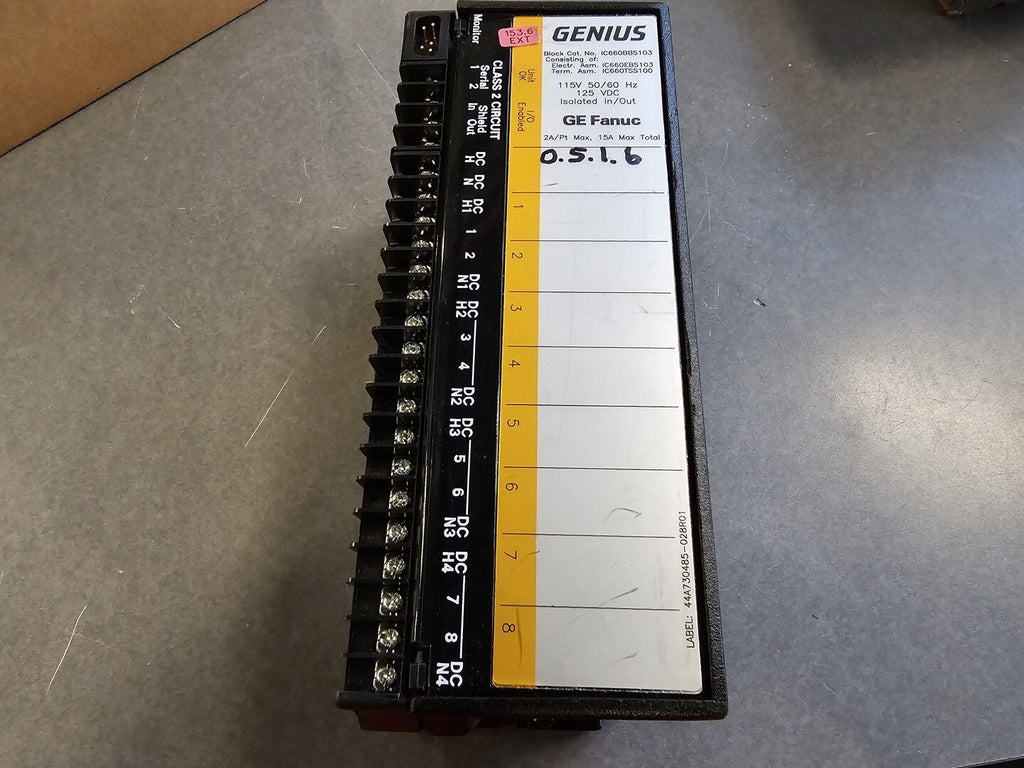 Monitor
153.6
EXT
GENIUS
Block Cat. No. IC660BBS103
Consisting of:
Electr. Asm. IC660EBS103
Term. Asm. IC660TSS100
115V 50/60 Hz
125 VDC
Isolated In/Out
GE Fanuc
2A/Pt Max, 15A Max Total
0.5.1.6
CLASS 2 CIRCUIT
Serial Shield
1 2 In Out
Unit OK
I/O Enabled
DC H
DC N
DC H1
1
2
DC N1
DC H2
3
4
DC N2
DC H3
5
6
DC N3
DC H4
7
8
DC N4
1
2
3
4
5
6
7
8
LABEL: 44A730485-028R01